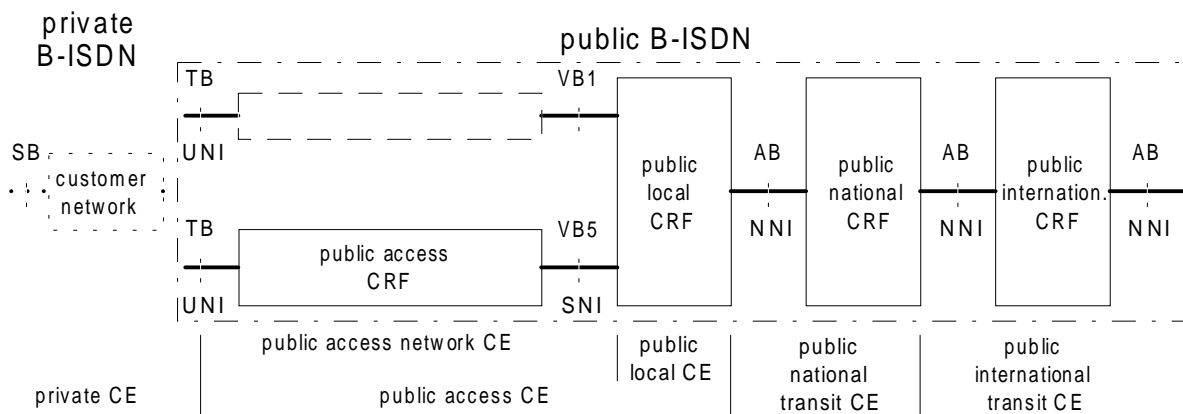 private
B-ISDN
public B-ISDN
TB
VB1
UNI
SB
customer
network
public
local
CRF
AB
NNI
public
national
CRF
AB
NNI
public
internation.
CRF
AB
NNI
TB
VB5
public access
CRF
UNI
SNI
public access network CE
public
local CE
public
national
transit CE
public
international
transit CE
private CE
public access CE